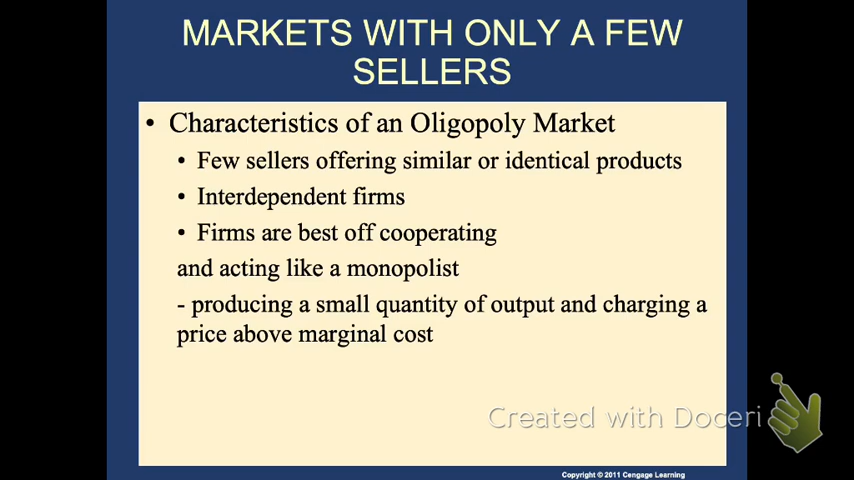 MARKETS WITH ONLY A FEW
SELLERS
• Characteristics of an Oligopoly Market
• Few sellers offering similar or identical products
• Interdependent firms
• Firms are best off cooperating
and acting like a monopolist
- producing a small quantity of output and charging a
price above marginal cost
Created with Doceri
Copyright © 2011 Cengage Learning